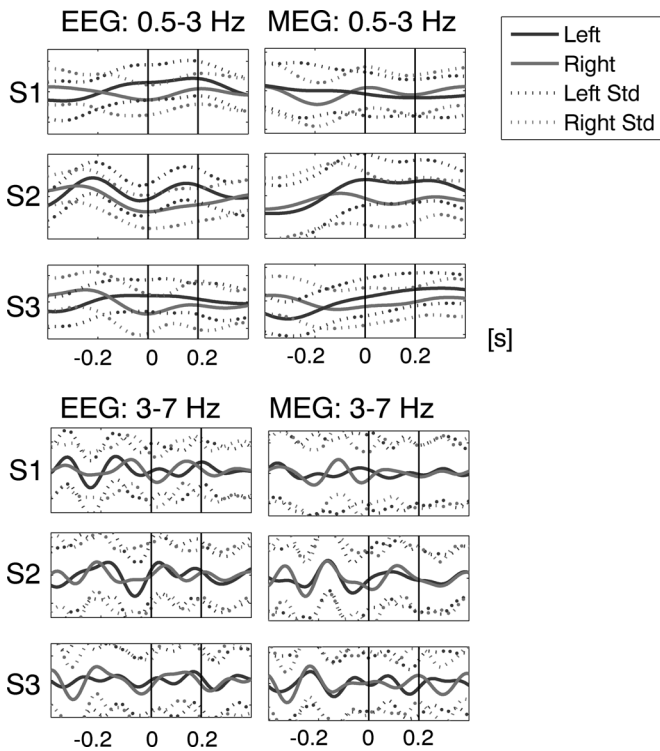 EEG: 0.5-3 Hz MEG: 0.5-3 Hz
Left
Right
Left Std
Right Std
S1
S2
S3
-0.2 0 0.2 -0.2 0 0.2
[s]
EEG: 3-7 Hz MEG: 3-7 Hz
S1
S2
S3
-0.2 0 0.2 -0.2 0 0.2